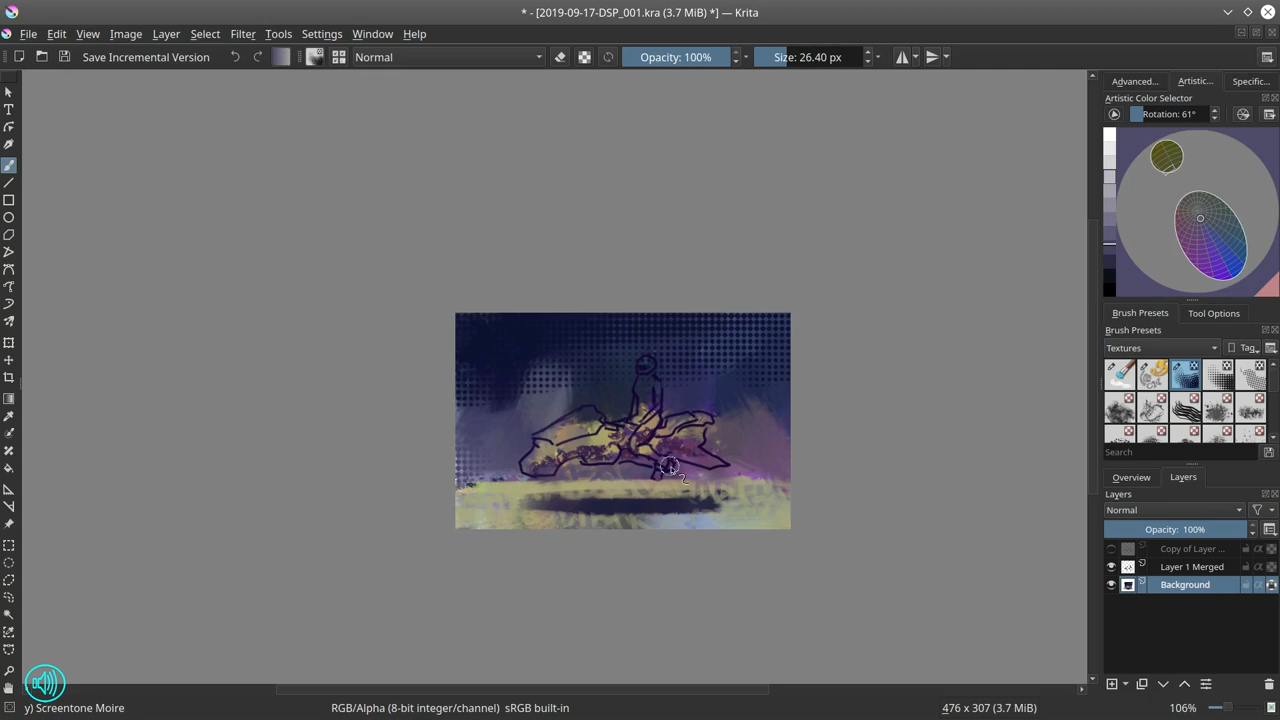 * - [2019-09-17-DSP_001.kra (3.7 MiB) *] — Krita
File Edit View Image Layer Select Filter Tools Settings Window Help
Save Incremental Version Normal Opacity: 100% Size: 26.40 px
Advanced... Artistic... Specific...
Artistic Color Selector
Rotation: 61°
Brush Presets Tool Options
Brush Presets
Textures Tag
Search
Overview Layers
Layers
Normal
Opacity: 100%
Copy of Layer ...
Layer 1 Merged
Background
y) Screentone Moire RGB/Alpha (8-bit integer/channel) sRGB built-in 476 x 307 (3.7 MiB) 106%